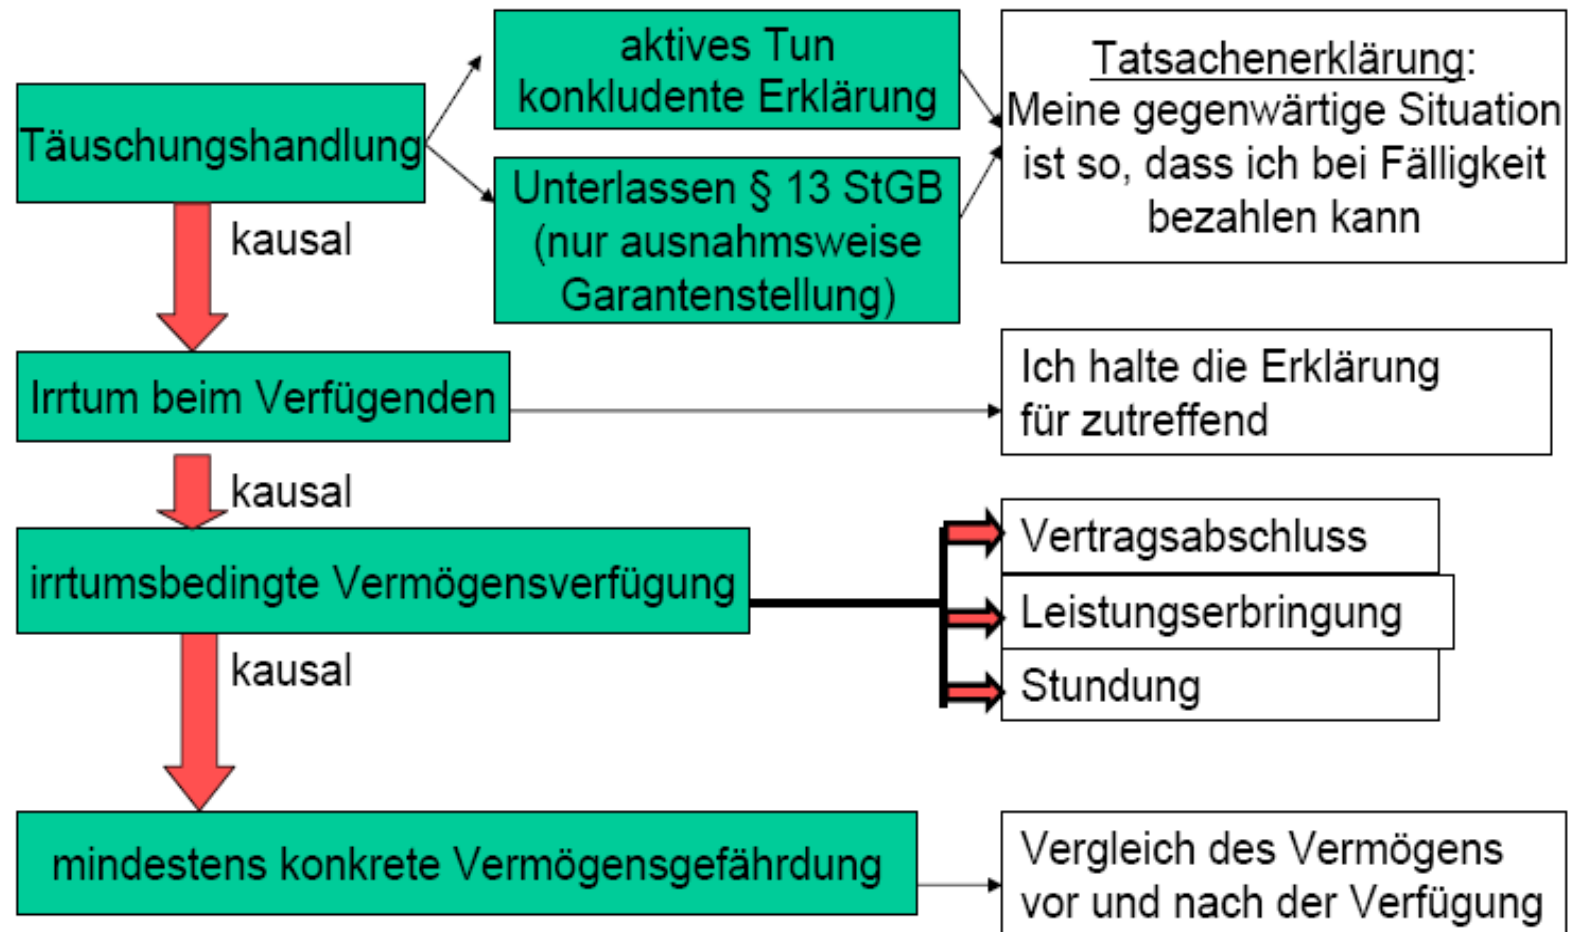 aktives Tun
konkludente Erklärung
Tatsachenerklärung:
Meine gegenwärtige Situation
ist so, dass ich bei Fälligkeit
bezahlen kann
Täuschungshandlung
Unterlassen § 13 StGB
(nur ausnahmsweise
Garantenstellung)
kausal
Irrtum beim Verfügenden
Ich halte die Erklärung
für zutreffend
kausal
irrtumsbedingte Vermögensverfügung
Vertragsabschluss
Leistungserbringung
Stundung
kausal
mindestens konkrete Vermögensgefährdung
Vergleich des Vermögens
vor und nach der Verfügung